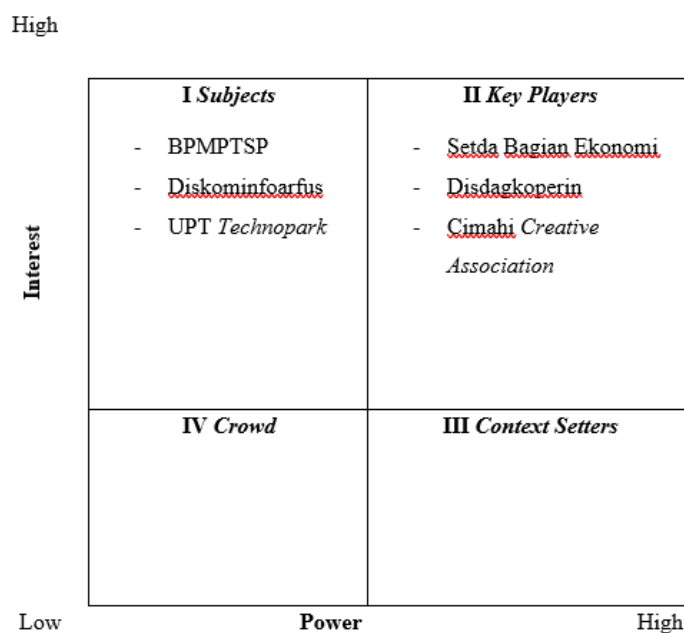 High
I Subjects
- BPMPTSP
- Diskominfoarfus
- UPT Technopark
II Key Players
- Setda Bagian Ekonomi
- Disdagkoperin
- Cimahi Creative
Association
Interest
IV Crowd
III Context Setters
Low
Power
High